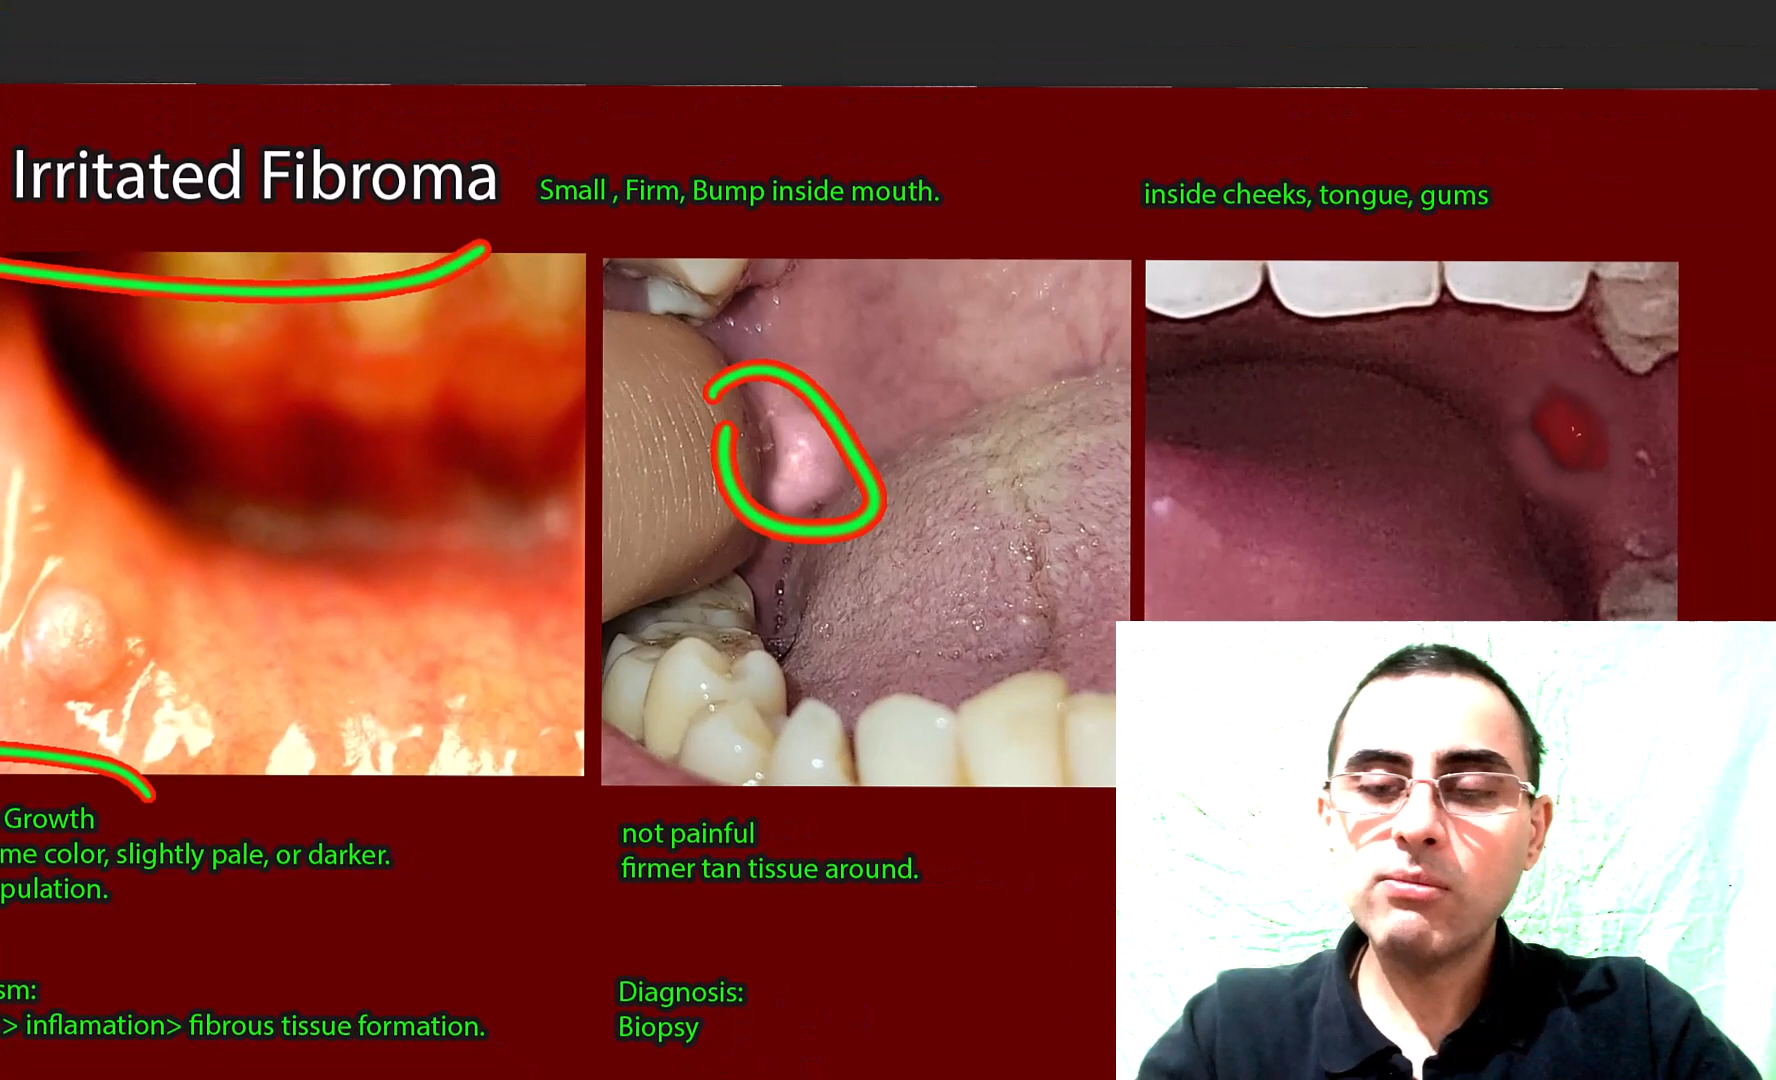 Irritated Fibroma
Small , Firm, Bump inside mouth.
inside cheeks, tongue, gums
Growth
me color, slightly pale, or darker.
pulation.
not painful
firmer tan tissue around.
sm:
> inflamation> fibrous tissue formation.
Diagnosis:
Biopsy